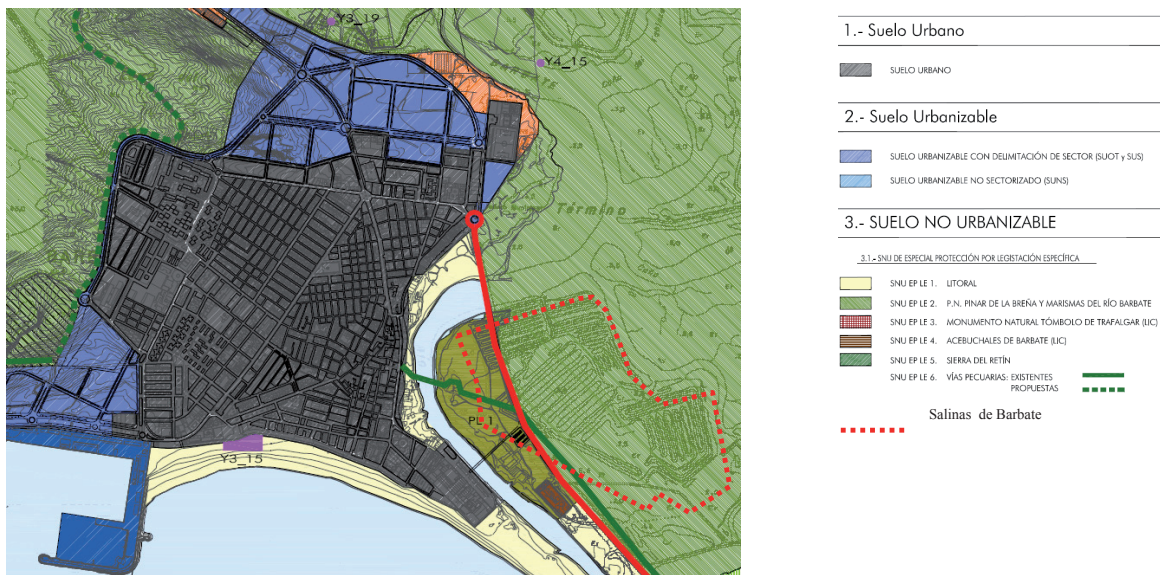 Y3_19
Y4_15
Término
PL_1
Y3_15
1.- Suelo Urbano
SUELO URBANO
2.- Suelo Urbanizable
SUELO URBANIZABLE CON DELIMITACIÓN DE SECTOR (SUOT y SUS)
SUELO URBANIZABLE NO SECTORIZADO (SUNS)
3.- SUELO NO URBANIZABLE
3.1.- SNU DE ESPECIAL PROTECCIÓN POR LEGISTACIÓN ESPECÍFICA
SNU EP LE 1. LITORAL
SNU EP LE 2. P.N. PINAR DE LA BREÑA Y MARISMAS DEL RÍO BARBATE
SNU EP LE 3. MONUMENTO NATURAL TÓMBOLO DE TRAFALGAR (LIC)
SNU EP LE 4. ACEBUCHALES DE BARBATE (LIC)
SNU EP LE 5. SIERRA DEL RETÍN
SNU EP LE 6. VÍAS PECUARIAS: EXISTENTES
PROPUESTAS
Salinas de Barbate